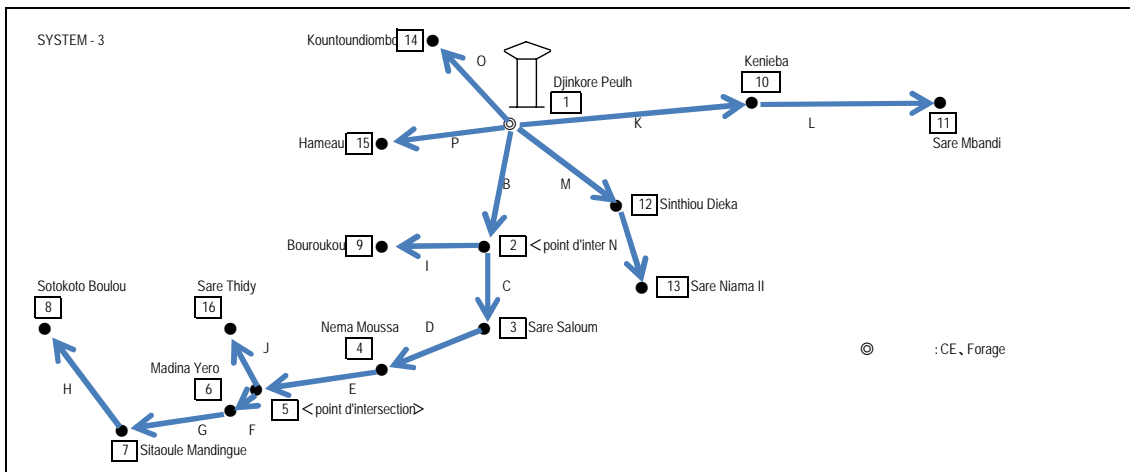 SYSTEM - 3
Kountoundiombo 14
O
Djinkore Peulh
1
Kenieba
10
K
L
11
Sare Mbandi
Hameau 15
P
B
M
12 Sinthiou Dieka
Bouroukou 9
I
2 <point d'inter N
13 Sare Niama II
C
Sotokoto Boulou
8
Sare Thidy
16
Nema Moussa
4
D
3 Sare Saloum
J
◎ :CE、Forage
Madina Yero
6
E
H
5 <point d'intersection>
G
F
7 Sitaoule Mandingue